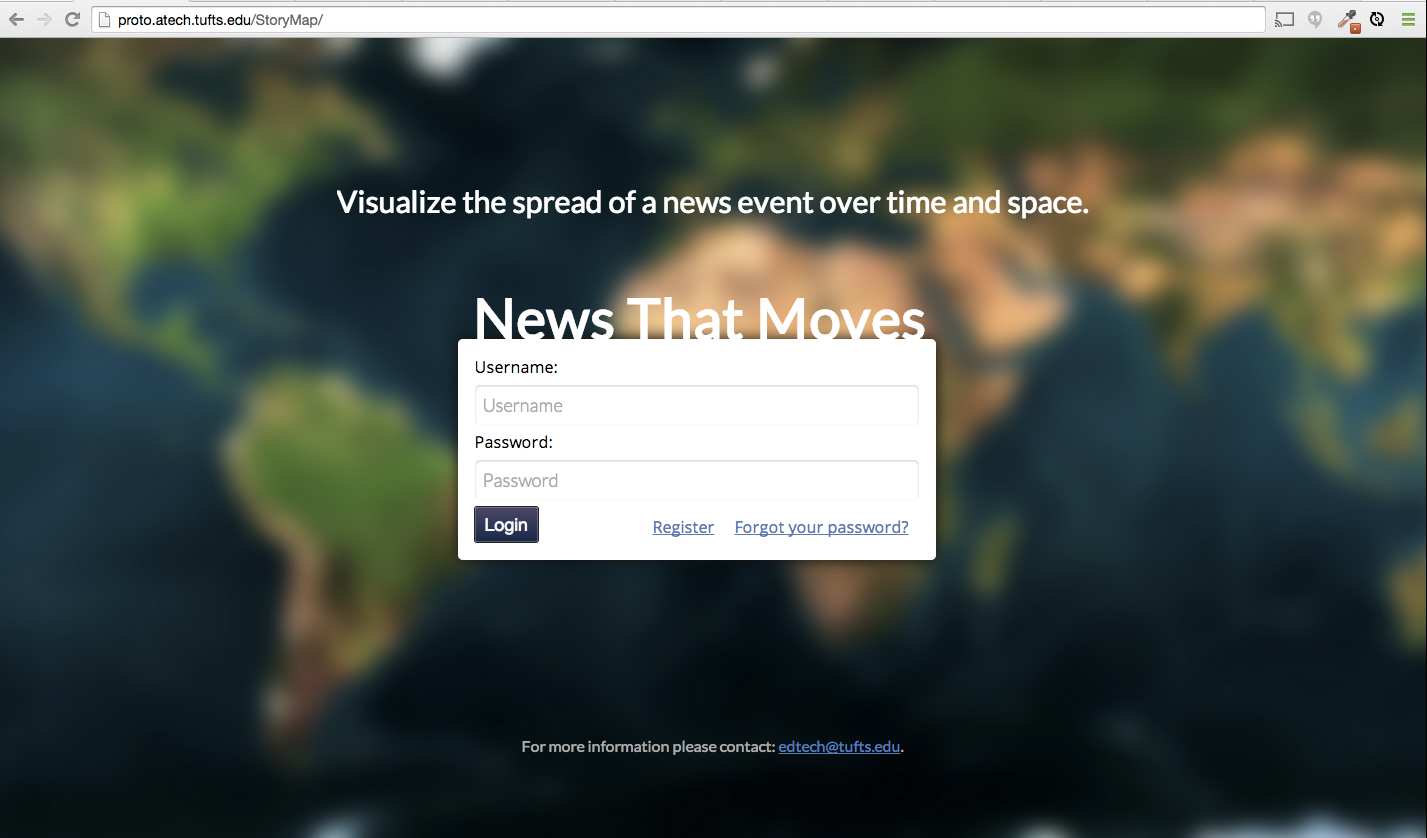 proto.atech.tufts.edu/StoryMap/
Visualize the spread of a news event over time and space.
News That Moves
Username:
Username
Password:
Password
Login Register Forgot your password?
For more information please contact: edtech@tufts.edu.